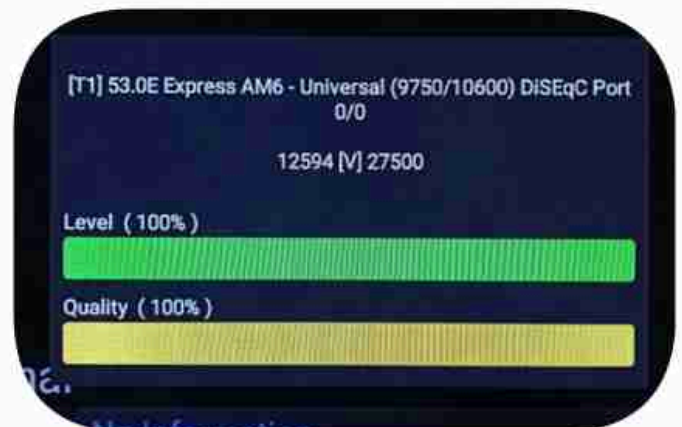 [T1] 53.0E Express AM6 - Universal (9750/10600) DiSEqC Port
0/0
12594 [V] 27500
Level ( 100% )
Quality ( 100% )